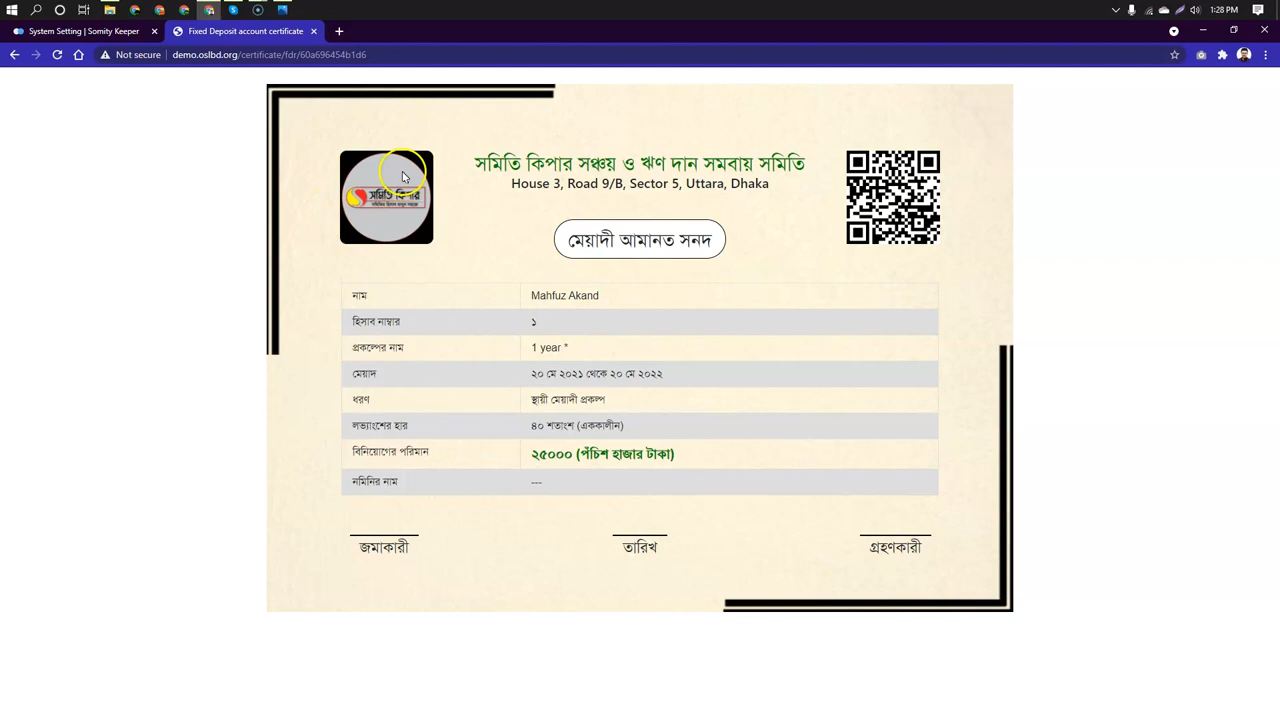 1:28 PM
System Setting | Somity Keeper
Fixed Deposit account certificate
Not secure
demo.oslbd.org/certificate/fdr/60a696454b1d6
সমিতি কিপার সঞ্চয় ও ঋণ দান সমবায় সমিতি
House 3, Road 9/B, Sector 5, Uttara, Dhaka
সমিতি কিপার
মেয়াদী আমানত সনদ
নাম Mahfuz Akand
হিসাব নাম্বার ১
প্রকল্পের নাম 1 year *
মেয়াদ ২০ মে ২০২১ থেকে ২০ মে ২০২২
ধরণ স্থায়ী মেয়াদী প্রকল্প
লভ্যাংশের হার ৪০ শতাংশ (এককালীন)
বিনিয়োগের পরিমান ২৫০০০ (পঁচিশ হাজার টাকা)
নমিনির নাম ---
জমাকারী তারিখ গ্রহণকারী